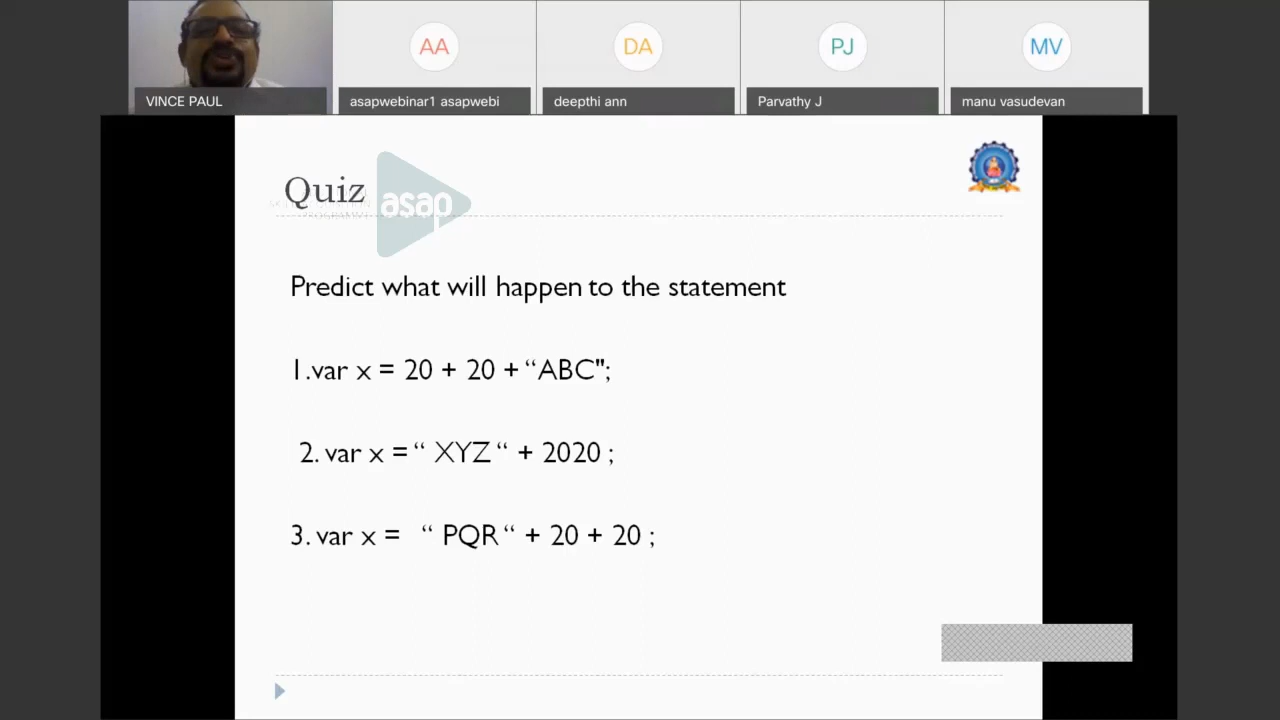 AA
DA
PJ
MV
VINCE PAUL
asapwebinar1 asapwebi
deepthi ann
Parvathy J
manu vasudevan
Quiz
asap
Predict what will happen to the statement
1.var x = 20 + 20 + “ABC";
2. var x = “ XYZ “ + 2020 ;
3. var x = “ PQR “ + 20 + 20 ;